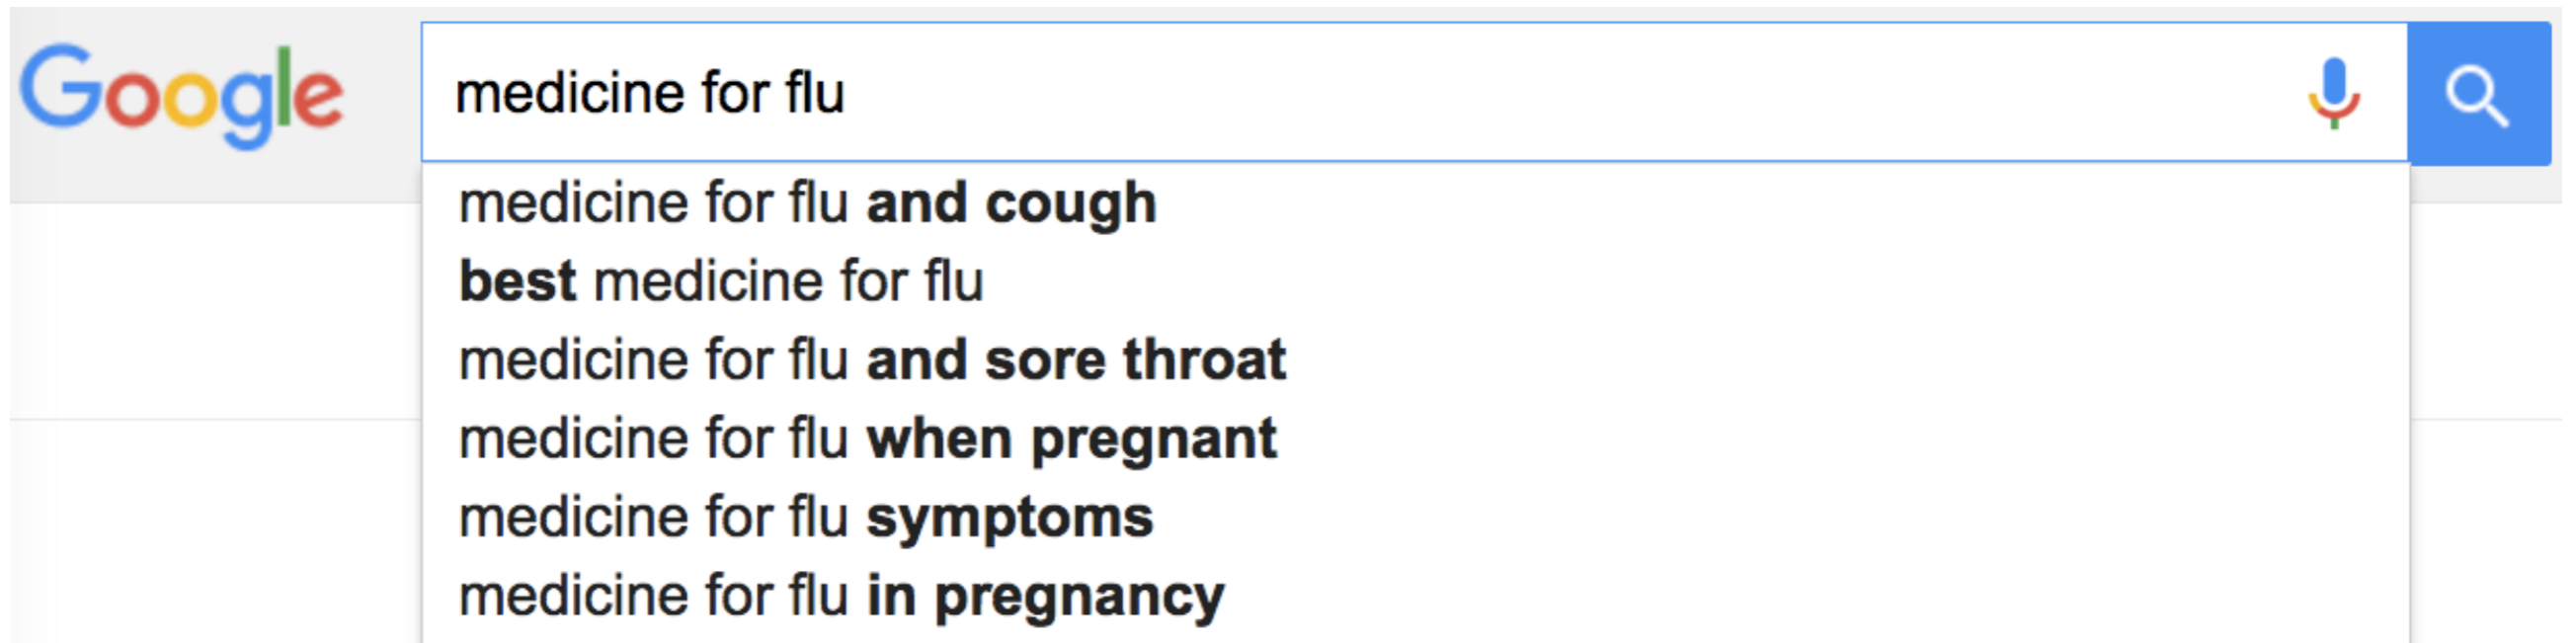 Google
medicine for flu
medicine for flu and cough
best medicine for flu
medicine for flu and sore throat
medicine for flu when pregnant
medicine for flu symptoms
medicine for flu in pregnancy